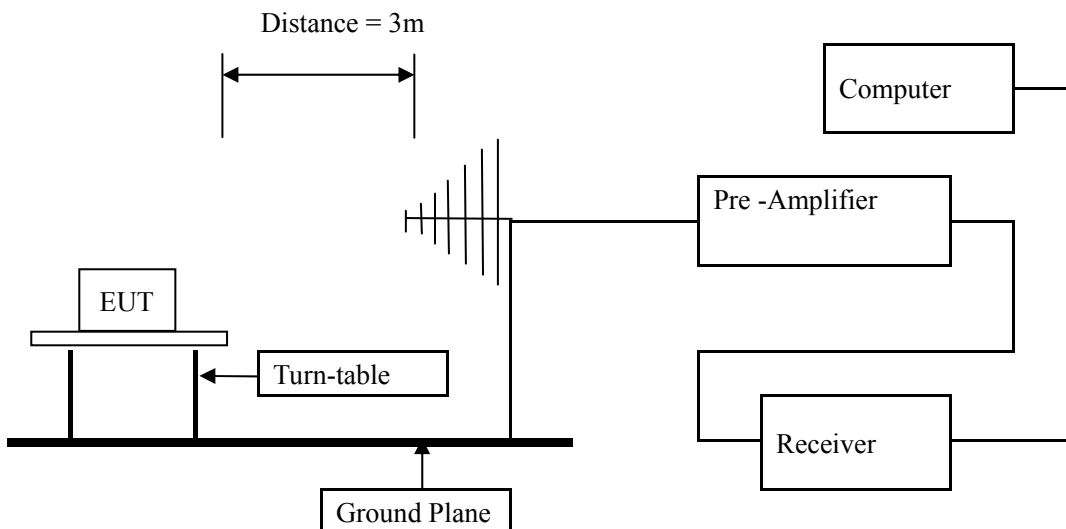 Distance = 3m
Computer
Pre -Amplifier
EUT
Turn-table
Receiver
Ground Plane